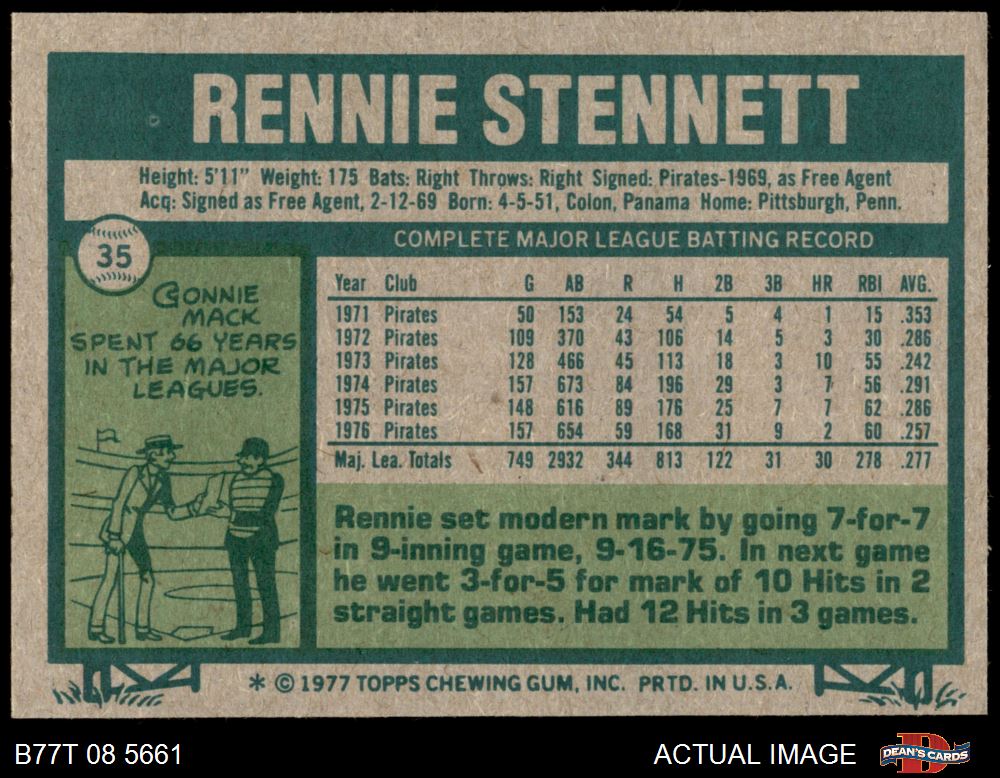 RENNIE STENNETT
Height: 5'11" Weight: 175 Bats: Right Throws: Right Signed: Pirates-1969, as Free Agent
Acq: Signed as Free Agent, 2-12-69 Born: 4-5-51, Colon, Panama Home: Pittsburgh, Penn.
35
CONNIE
MACK
SPENT 66 YEARS
IN THE MAJOR
LEAGUES.
COMPLETE MAJOR LEAGUE BATTING RECORD
Year Club G AB R H 2B 3B HR RBI AVG.
1971 Pirates 50 153 24 54 5 4 1 15 .353
1972 Pirates 109 370 43 106 14 5 3 30 .286
1973 Pirates 128 466 45 113 18 3 10 55 .242
1974 Pirates 157 673 84 196 29 3 7 56 .291
1975 Pirates 148 616 89 176 25 7 7 62 .286
1976 Pirates 157 654 59 168 31 9 2 60 .257
Maj. Lea. Totals 749 2932 344 813 122 31 30 278 .277
Rennie set modern mark by going 7-for-7
in 9-inning game, 9-16-75. In next game
he went 3-for-5 for mark of 10 Hits in 2
straight games. Had 12 Hits in 3 games.
* © 1977 TOPPS CHEWING GUM, INC. PRTD. IN U.S.A.
B77T 08 5661
ACTUAL IMAGE
DEAN'S CARDS